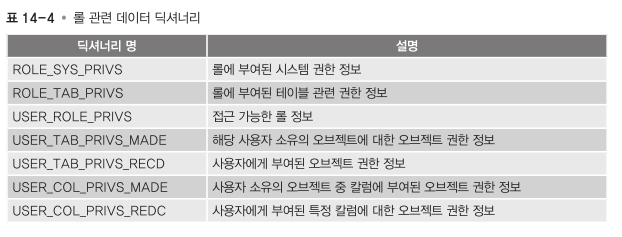 표 14-4 • 롤 관련 데이터 딕셔너리
딕셔너리 명 설명
ROLE_SYS_PRIVS 롤에 부여된 시스템 권한 정보
ROLE_TAB_PRIVS 롤에 부여된 테이블 관련 권한 정보
USER_ROLE_PRIVS 접근 가능한 롤 정보
USER_TAB_PRIVS_MADE 해당 사용자 소유의 오브젝트에 대한 오브젝트 권한 정보
USER_TAB_PRIVS_RECD 사용자에게 부여된 오브젝트 권한 정보
USER_COL_PRIVS_MADE 사용자 소유의 오브젝트 중 칼럼에 부여된 오브젝트 권한 정보
USER_COL_PRIVS_REDC 사용자에게 부여된 특정 칼럼에 대한 오브젝트 권한 정보